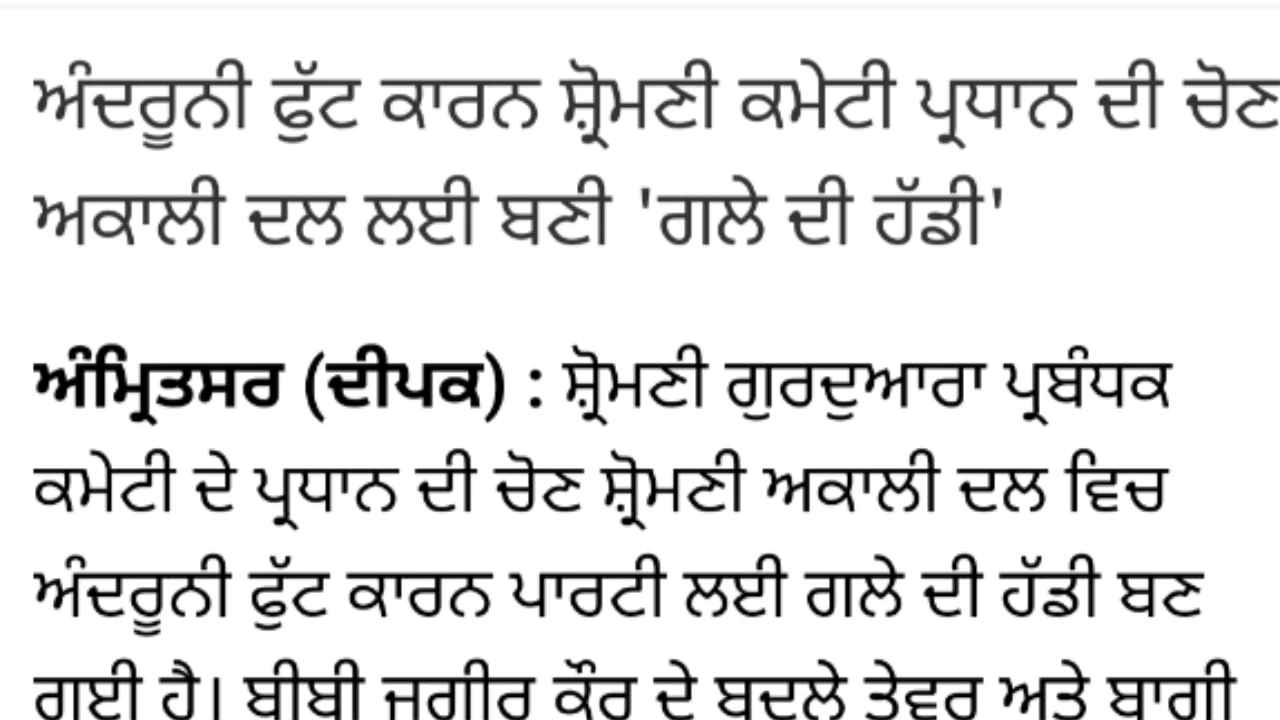 ਅੰਦਰੂਨੀ ਫੁੱਟ ਕਾਰਨ ਸ਼੍ਰੋਮਣੀ ਕਮੇਟੀ ਪ੍ਰਧਾਨ ਦੀ ਚੋਣ
ਅਕਾਲੀ ਦਲ ਲਈ ਬਣੀ 'ਗਲੇ ਦੀ ਹੱਡੀ'
ਅੰਮ੍ਰਿਤਸਰ (ਦੀਪਕ) : ਸ਼੍ਰੋਮਣੀ ਗੁਰਦੁਆਰਾ ਪ੍ਰਬੰਧਕ
ਕਮੇਟੀ ਦੇ ਪ੍ਰਧਾਨ ਦੀ ਚੋਣ ਸ਼੍ਰੋਮਣੀ ਅਕਾਲੀ ਦਲ ਵਿਚ
ਅੰਦਰੂਨੀ ਫੁੱਟ ਕਾਰਨ ਪਾਰਟੀ ਲਈ ਗਲੇ ਦੀ ਹੱਡੀ ਬਣ
ਗਈ ਹੈ। ਬੀਬੀ ਜਗੀਰ ਕੌਰ ਦੇ ਬਦਲੇ ਤੇਵਰ ਅਤੇ ਬਾਗੀ